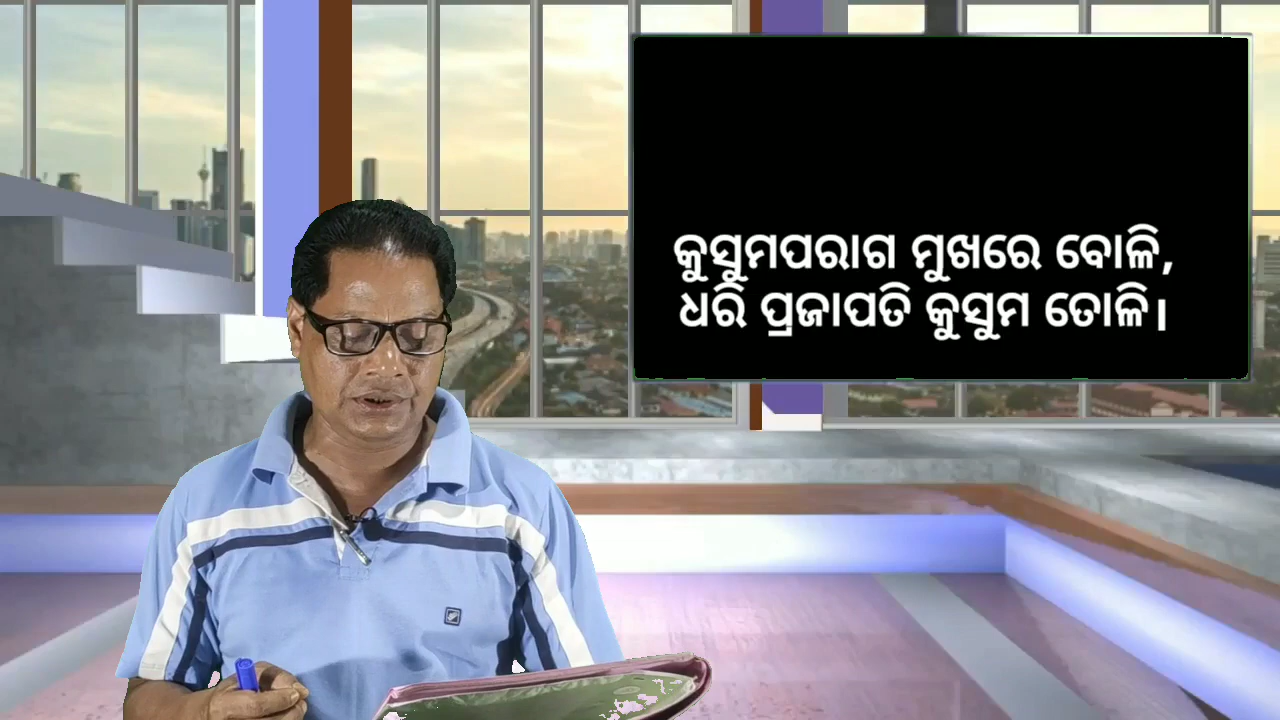 କୁସୁମପରାଗ ମୁଖରେ ବୋଳି,
ଧରି ପ୍ରଜାପତି କୁସୁମ ତୋଳି।